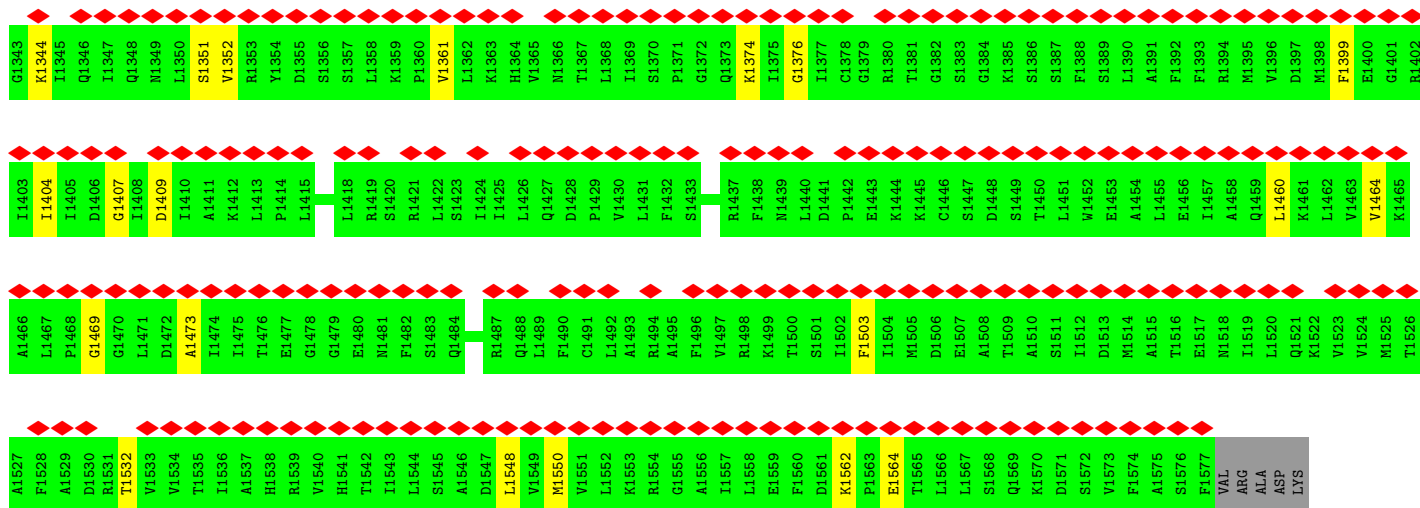 G1343 K1344 I1345 Q1346 I1347 Q1348 N1349 L1350 S1351 V1352 R1353 Y1354 D1355 S1356 S1357 L1358 K1359 P1360 V1361 L1362 K1363 H1364 V1365 N1366 T1367 L1368 I1369 S1370 P1371 G1372 Q1373 K1374 I1375 G1376 I1377 C1378 G1379 R1380 T1381 G1382 S1383 G1384 K1385 S1386 S1387 F1388 S1389 L1390 A1391 F1392 F1393 R1394 M1395 V1396 D1397 M1398 F1399 E1400 G1401 R1402
I1403 I1404 I1405 D1406 G1407 I1408 D1409 I1410 A1411 K1412 L1413 P1414 L1415 L1418 R1419 S1420 R1421 L1422 S1423 I1424 I1425 L1426 Q1427 D1428 P1429 V1430 L1431 F1432 S1433 R1437 F1438 N1439 L1440 D1441 P1442 E1443 K1444 K1445 C1446 S1447 D1448 S1449 T1450 L1451 W1452 E1453 A1454 L1455 E1456 I1457 A1458 Q1459 L1460 K1461 L1462 V1463 V1464 K1465
A1466 L1467 P1468 G1469 G1470 L1471 D1472 A1473 I1474 I1475 T1476 E1477 G1478 G1479 E1480 N1481 F1482 S1483 Q1484 R1487 Q1488 L1489 F1490 C1491 L1492 A1493 R1494 A1495 F1496 V1497 R1498 K1499 T1500 S1501 I1502 F1503 I1504 M1505 D1506 E1507 A1508 T1509 A1510 S1511 I1512 D1513 M1514 A1515 T1516 E1517 N1518 I1519 L1520 Q1521 K1522 V1523 V1524 M1525 T1526
A1527 F1528 A1529 D1530 R1531 T1532 V1533 V1534 T1535 I1536 A1537 H1538 R1539 V1540 H1541 T1542 I1543 L1544 S1545 A1546 D1547 L1548 V1549 M1550 V1551 L1552 K1553 R1554 G1555 A1556 I1557 L1558 E1559 F1560 D1561 K1562 P1563 E1564 T1565 L1566 L1567 S1568 Q1569 K1570 D1571 S1572 V1573 F1574 A1575 S1576 F1577 VAL ARG ALA ASP LYS